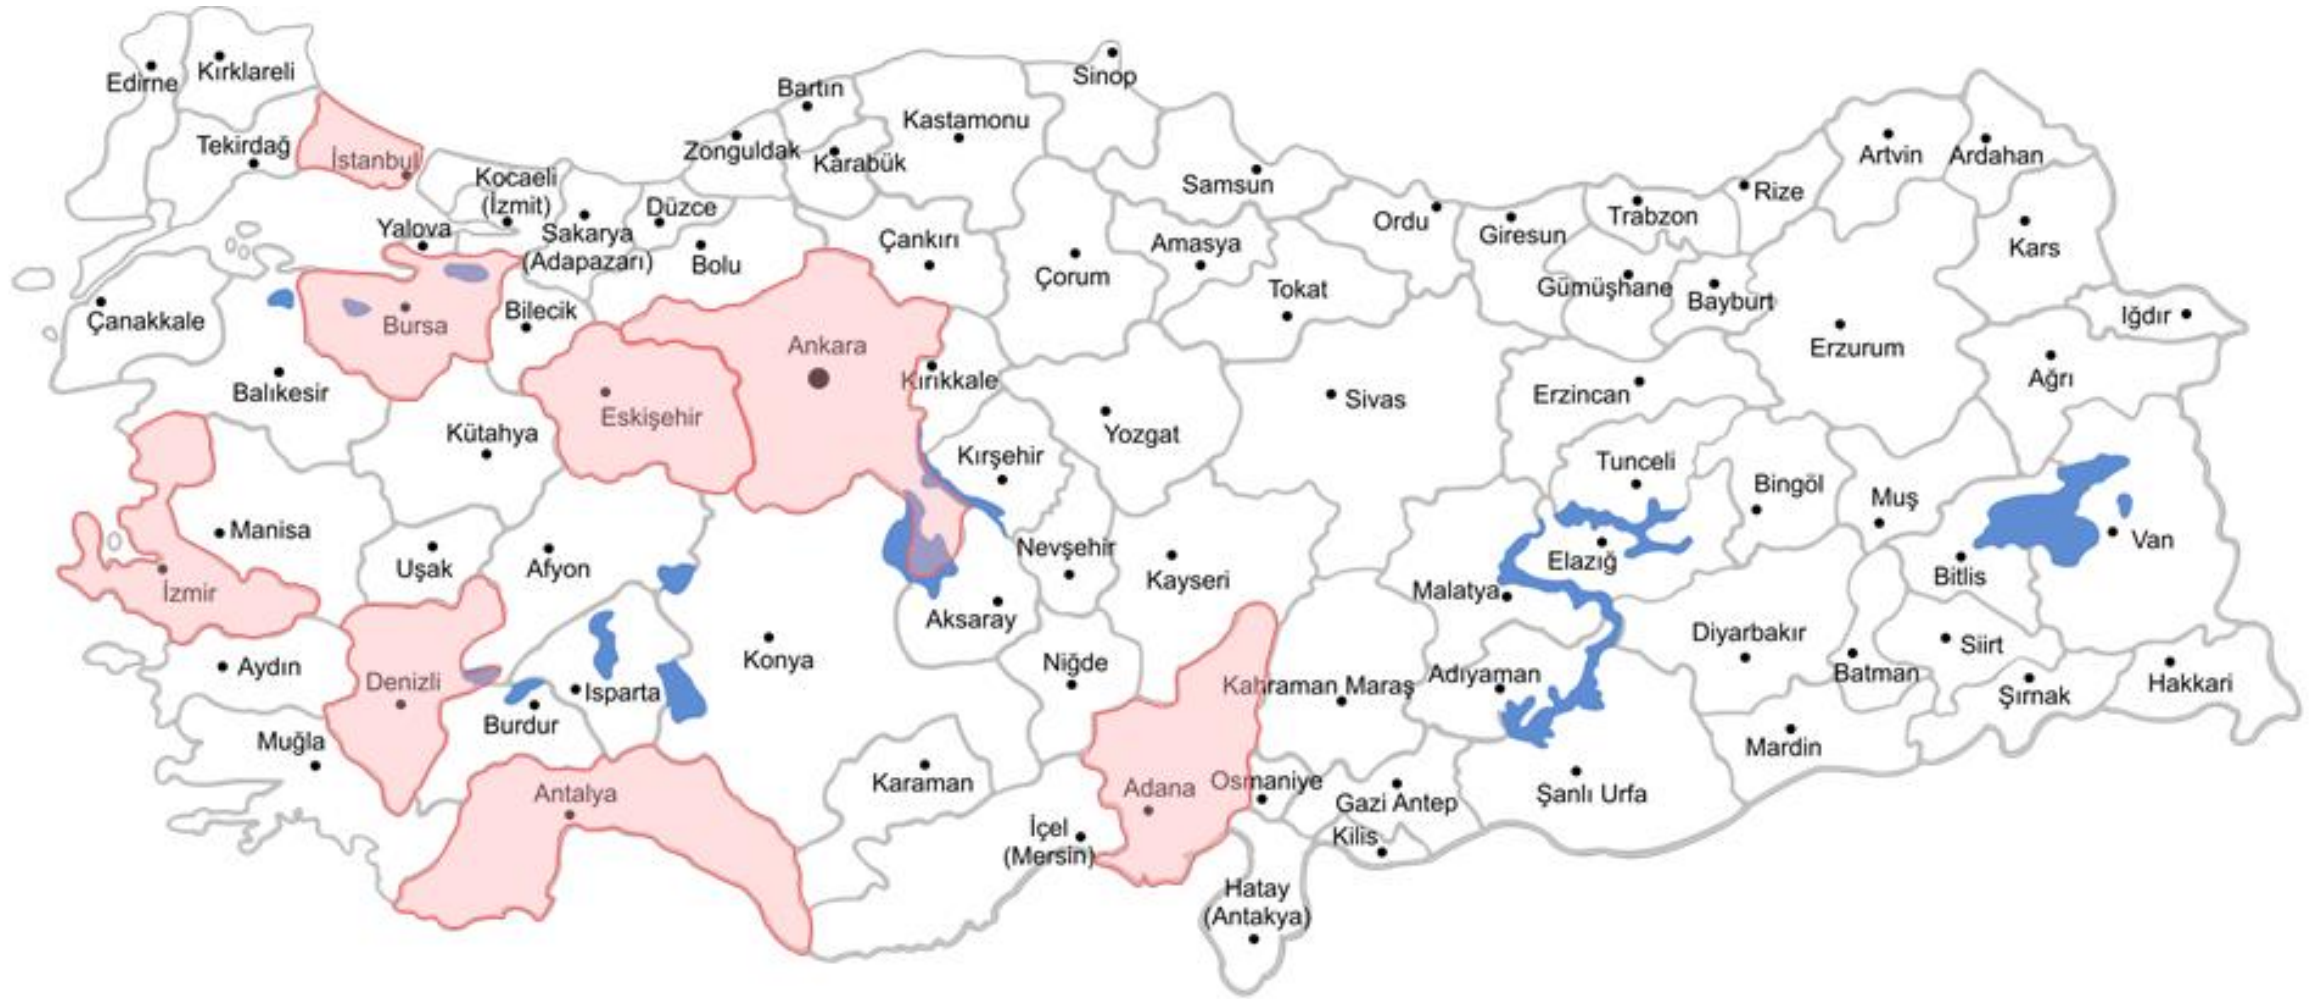 Edirne
Kırklareli
Tekirdağ
İstanbul
Kocaeli
(İzmit)
Yalova
Sakarya
(Adapazarı)
Düzce
Bolu
Zonguldak
Bartın
Karabük
Kastamonu
Çankırı
Sinop
Samsun
Amasya
Çorum
Tokat
Ordu
Giresun
Trabzon
Gümüşhane
Bayburt
Rize
Artvin
Ardahan
Kars
Iğdır
Çanakkale
Bursa
Bilecik
Balıkesir
Kütahya
Eskişehir
Ankara
Kırıkkale
Kırşehir
Yozgat
Sivas
Erzincan
Erzurum
Ağrı
Tunceli
Bingöl
Muş
Van
Bitlis
Elazığ
Malatya
Manisa
İzmir
Uşak
Afyon
Nevşehir
Aksaray
Kayseri
Konya
Niğde
Aydın
Denizli
Muğla
Burdur
Isparta
Antalya
Karaman
İçel
(Mersin)
Adana
Osmaniye
Kahraman Maraş
Adıyaman
Gazi Antep
Kilis
Hatay
(Antakya)
Şanlı Urfa
Diyarbakır
Mardin
Batman
Siirt
Şırnak
Hakkari